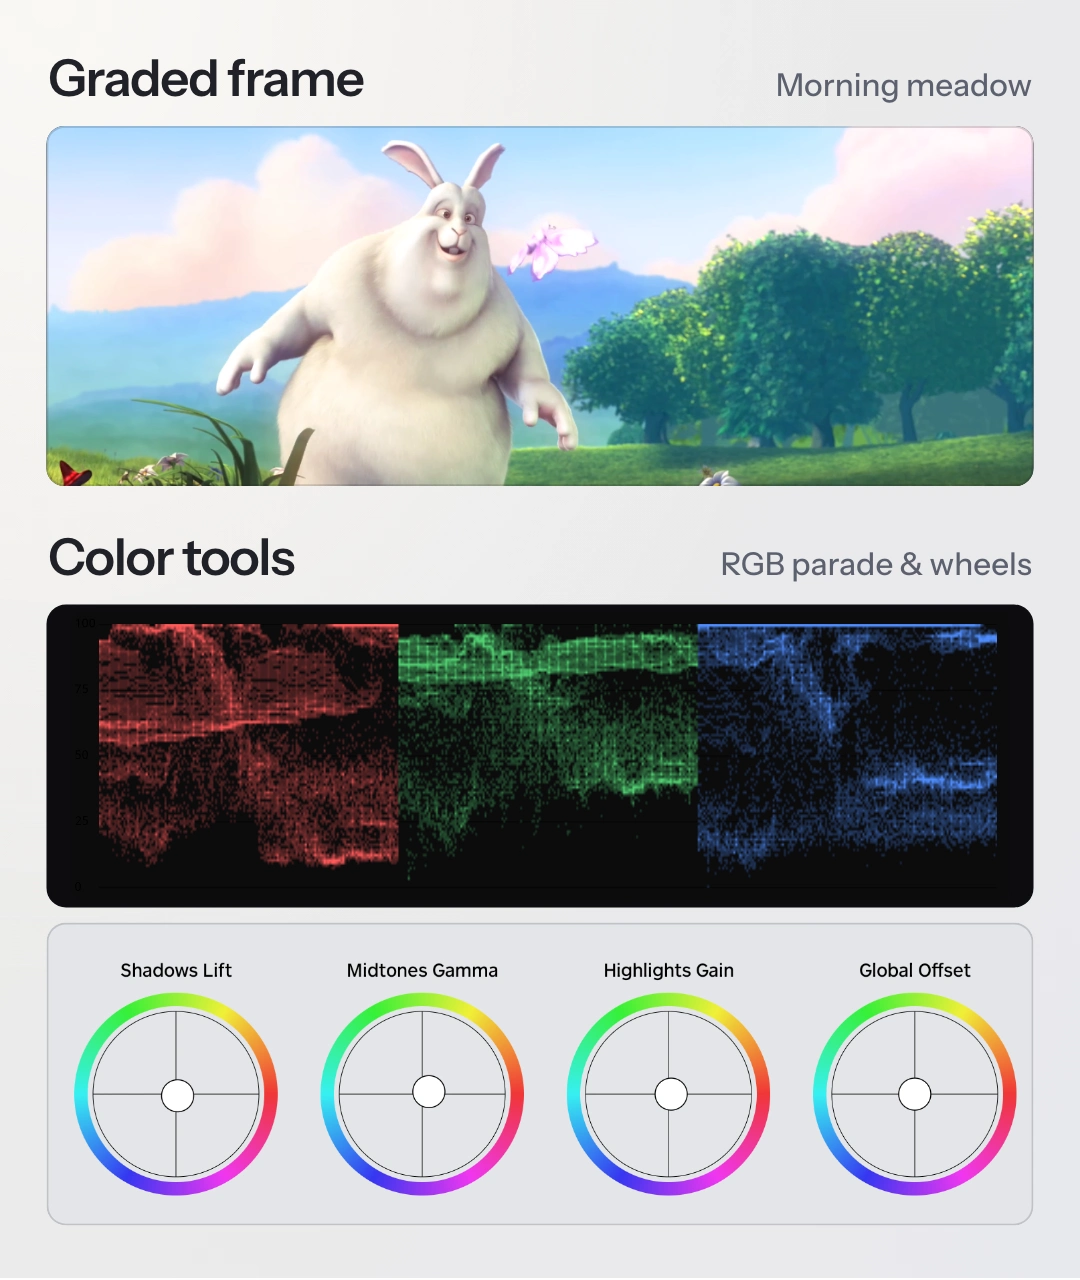 Graded frame
Morning meadow
Color tools
RGB parade & wheels
100
75
50
25
0
Shadows Lift
Midtones Gamma
Highlights Gain
Global Offset